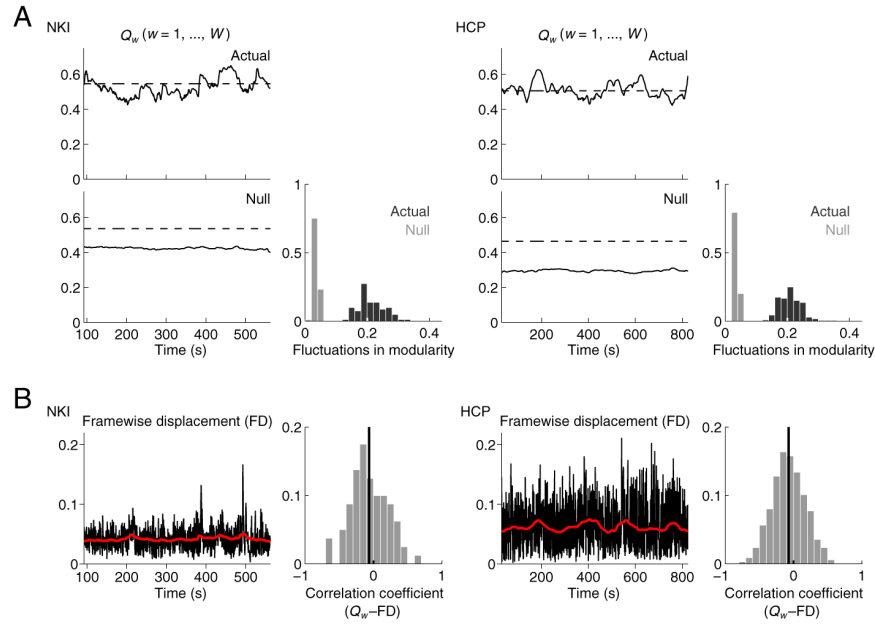 A
NKI
Q_w (w = 1, ..., W)
Actual
0.6
0.4
0.2
0
Null
0.6
0.4
0.2
0
100 200 300 400 500
Time (s)
1
0.5
0
Actual
Null
0 0.2 0.4
Fluctuations in modularity
HCP
Q_w (w = 1, ..., W)
Actual
0.6
0.4
0.2
0
Null
0.6
0.4
0.2
0
200 400 600 800
Time (s)
1
0.5
0
Actual
Null
0 0.2 0.4
Fluctuations in modularity
B
NKI
Framewise displacement (FD)
0.2
0.1
0
100 200 300 400 500
Time (s)
0.2
0.1
0
−1 0 1
Correlation coefficient
(Q_w–FD)
HCP
Framewise displacement (FD)
0.2
0.1
0
200 400 600 800
Time (s)
0.2
0.1
0
−1 0 1
Correlation coefficient
(Q_w–FD)